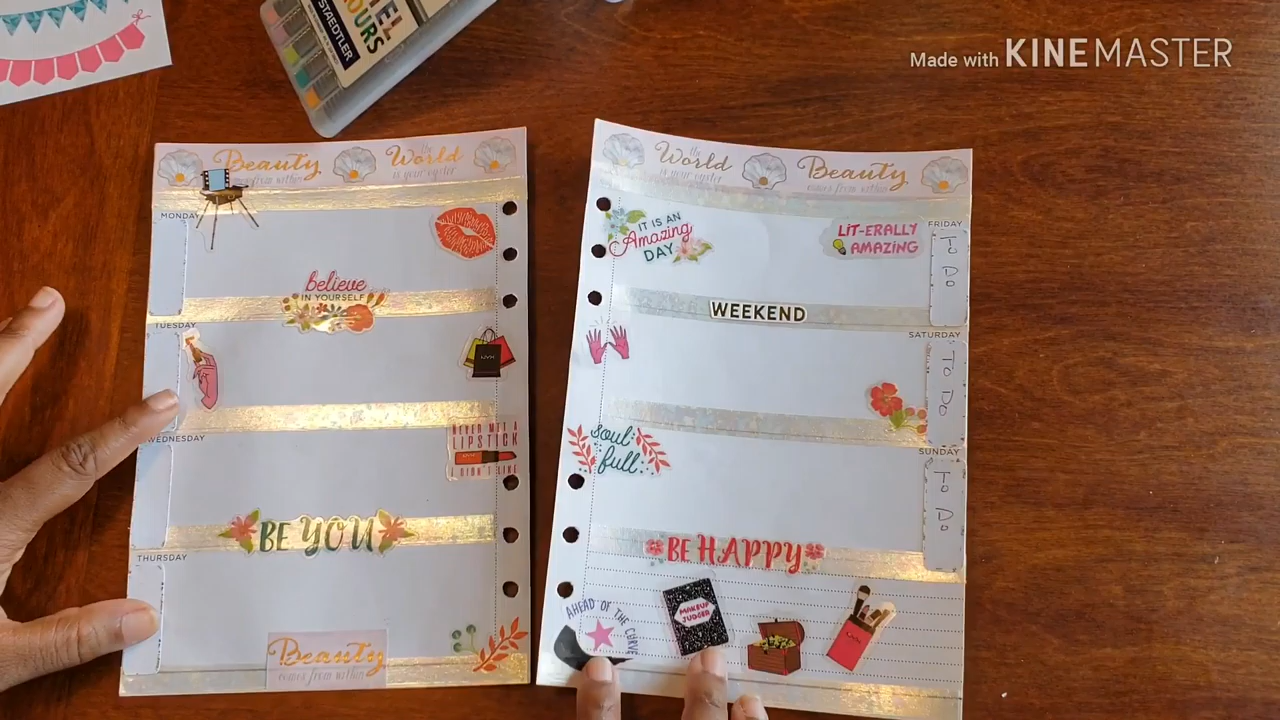 Made with KINEMASTER
STAEDTLER
Beauty
comes from within
the
World
is your oyster
MONDAY
believe
IN YOURSELF
TUESDAY
NYX
WEDNESDAY
NEVER MET A
LIPSTICK
I DIDN'T LIKE
BE YOU
THURSDAY
Beauty
comes from within
the
World
is your oyster
Beauty
comes from within
IT IS AN
Amazing
DAY
LIT-ERALLY
AMAZING
FRIDAY
TO DO
WEEKEND
SATURDAY
TO DO
soul
full
SUNDAY
TO DO
BE HAPPY
AHEAD OF THE CURVE
MAKEUP
JUNKIE